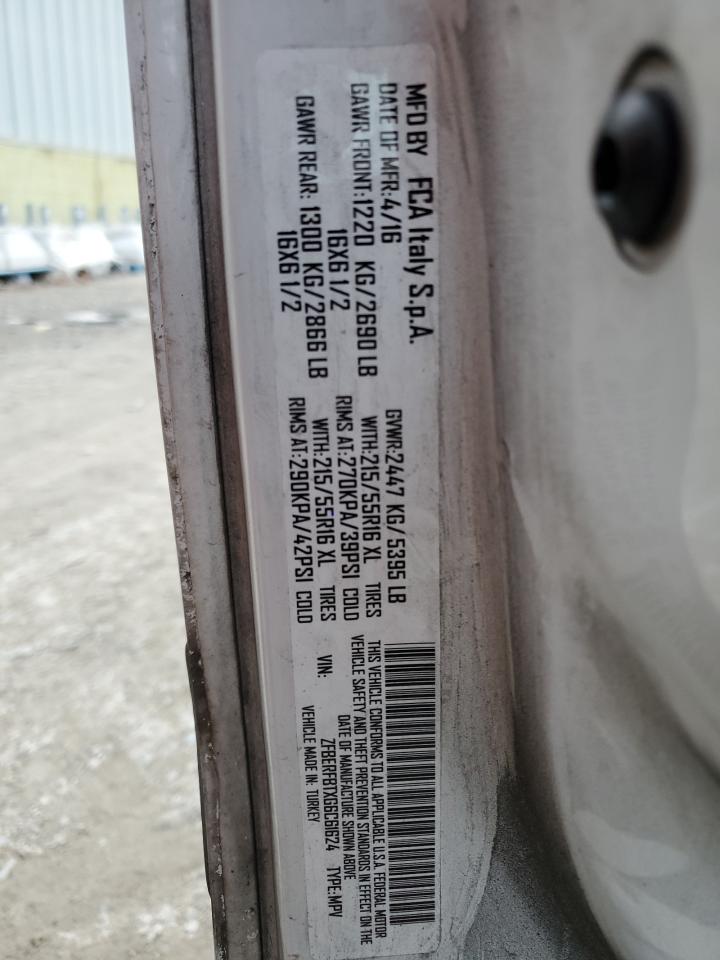 MFD BY FCA Italy S.p.A.
DATE OF MFR:4/16 GVWR:2447 KG/ 5395 LB
GAWR FRONT:1220 KG/2690 LB WITH:215/55R16 XL TIRES
16X6 1/2 RIMS AT:270KPA/39PSI COLD
GAWR REAR: 1300 KG/2866 LB WITH:215/55R16 XL TIRES
16X6 1/2 RIMS AT:290KPA/42PSI COLD
THIS VEHICLE CONFORMS TO ALL APPLICABLE U.S.A. FEDERAL MOTOR
VEHICLE SAFETY AND THEFT PREVENTION STANDARDS IN EFFECT ON THE
DATE OF MANUFACTURE SHOWN ABOVE
VIN: ZFBERFBTXG6C61624 TYPE:MPV
VEHICLE MADE IN: TURKEY